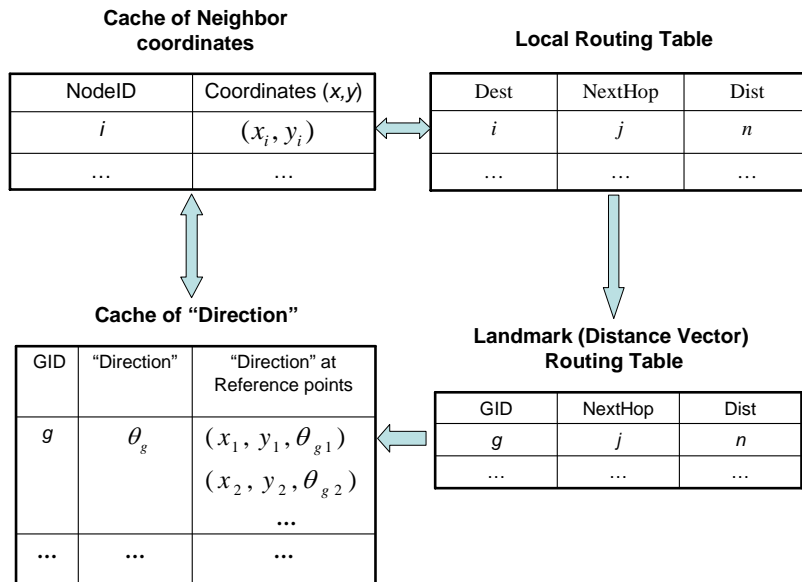 Cache of Neighbor
coordinates
NodeID Coordinates (x,y)
i (x_i, y_i)
... ...
Local Routing Table
Dest NextHop Dist
i j n
... ... ...
Cache of “Direction”
GID “Direction” “Direction” at
Reference points
g θ_g (x_1, y_1, θ_g1)
(x_2, y_2, θ_g2)
...
... ... ...
Landmark (Distance Vector)
Routing Table
GID NextHop Dist
g j n
... ... ...